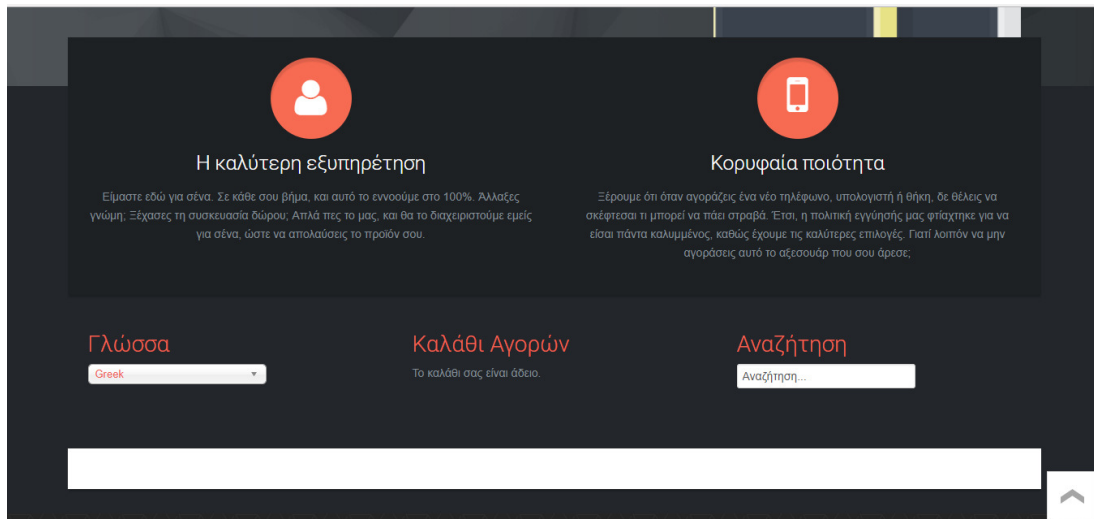 Η καλύτερη εξυπηρέτηση
Είμαστε εδώ για σένα. Σε κάθε σου βήμα, και αυτό το εννοούμε στο 100%. Άλλαξες
γνώμη; Ξέχασες τη συσκευασία δώρου; Απλά πες το μας, και θα το διαχειριστούμε εμείς
για σένα, ώστε να απολαύσεις το προϊόν σου.
Κορυφαία ποιότητα
Ξέρουμε ότι όταν αγοράζεις ένα νέο τηλέφωνο, υπολογιστή ή θήκη, δε θέλεις να
σκέφτεσαι τι μπορεί να πάει στραβά. Έτσι, η πολιτική εγγύησής μας φτίαχτηκε για να
είσαι πάντα καλυμμένος, καθώς έχουμε τις καλύτερες επιλογές. Γιατί λοιπόν να μην
αγοράσεις αυτό το αξεσουάρ που σου άρεσε;
Γλώσσα
Greek
Καλάθι Αγορών
Το καλάθι σας είναι άδειο.
Αναζήτηση
Αναζήτηση...